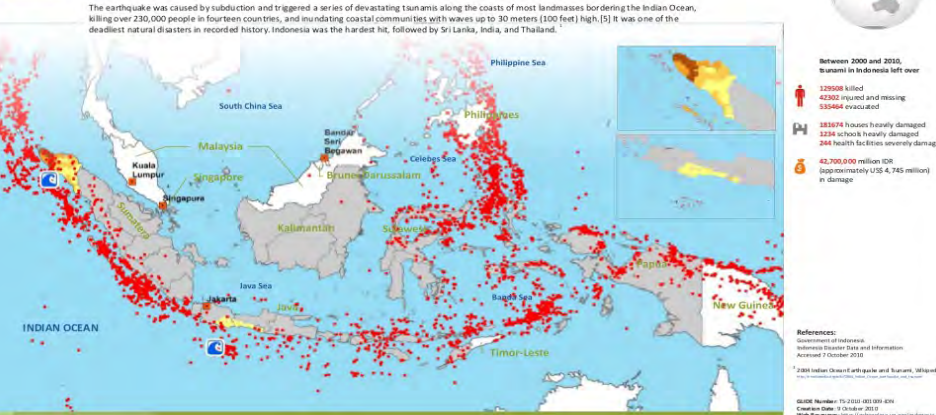 The earthquake was caused by subduction and triggered a series of devastating tsunamis along the coasts of most landmasses bordering the Indian Ocean,
killing over 230,000 people in fourteen countries, and inundating coastal communities with waves up to 30 meters (100 feet) high.[5] It was one of the
deadliest natural disasters in recorded history. Indonesia was the hardest hit, followed by Sri Lanka, India, and Thailand.
Philippine Sea
South China Sea
Philippines
Malaysia
Bandar
Seri
Begawan
Celebes Sea
Kuala
Lumpur
Singapore
Brunei Darussalam
Singapura
Sumatera
Kalimantan
Sulawesi
Papua
Java Sea
Banda Sea
Jakarta
Java
New Guinea
INDIAN OCEAN
Timor-Leste
Between 2000 and 2010,
tsunami in Indonesia left over
129508 killed
42302 injured and missing
535464 evacuated
181674 houses heavily damaged
1234 schools heavily damaged
244 health facilities severely damag
42,700,000 million IDR
(approximately US$ 4,745 million)
in damage
References:
Government of Indonesia
Indonesia Disaster Data and Information
Accessed 7 October 2010
2004 Indian Ocean Earthquake and Tsunami, Wikiped
GLIDE Number: TS-2010-001009-IDN
Creation Date: 9 October 2010